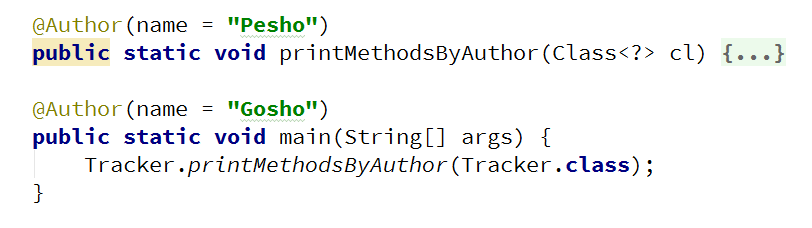 @Author(name = "Pesho")
public static void printMethodsByAuthor(Class<?> cl) {...}
@Author(name = "Gosho")
public static void main(String[] args) {
Tracker.printMethodsByAuthor(Tracker.class);
}